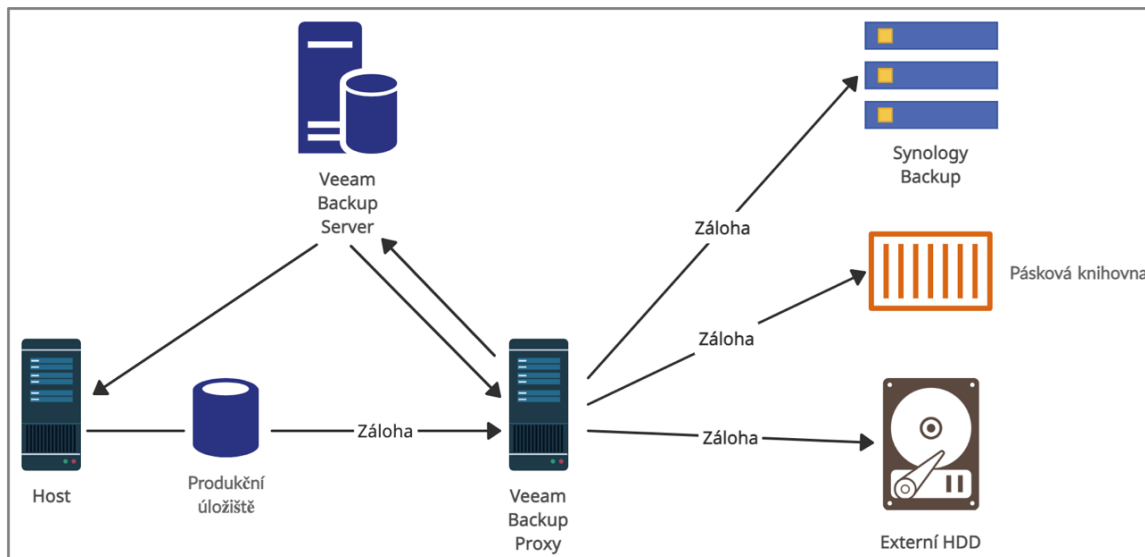 Veeam
Backup
Server
Synology
Backup
Záloha
Pásková knihovna
Záloha
Host
Produkční
úložiště
Záloha
Veeam
Backup
Proxy
Záloha
Externí HDD